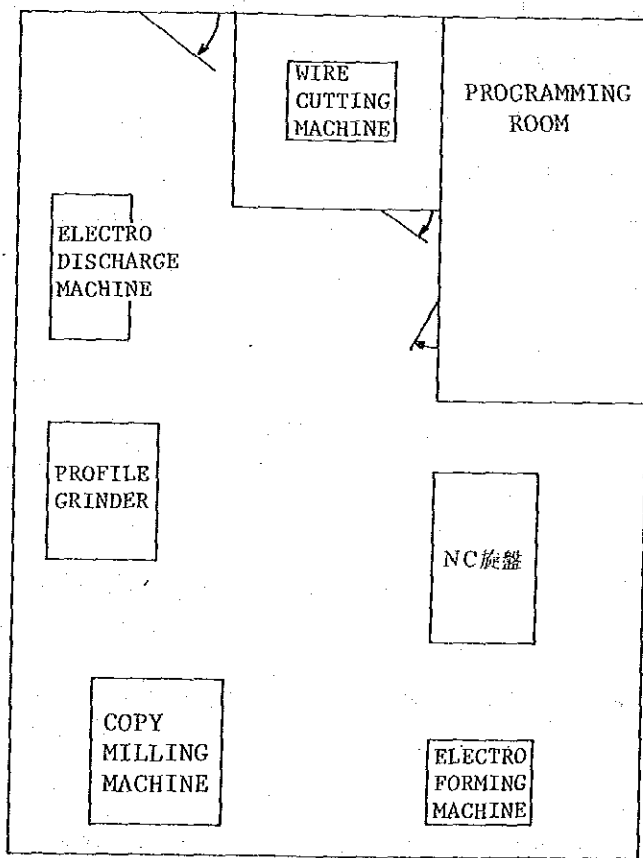 WIRE
CUTTING
MACHINE
PROGRAMMING
ROOM
ELECTRO
DISCHARGE
MACHINE
PROFILE
GRINDER
NC旋盤
COPY
MILLING
MACHINE
ELECTRO
FORMING
MACHINE